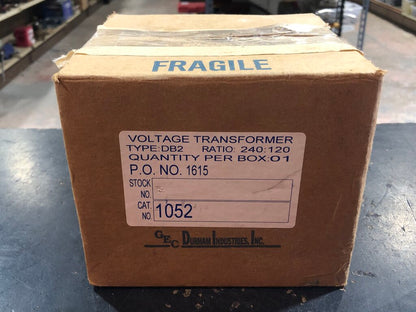 FRAGILE
VOLTAGE TRANSFORMER
TYPE:DB2 RATIO: 240:120
QUANTITY PER BOX:01
P.O. NO. 1615
STOCK
NO.
CAT.
NO. 1052
GEC DURHAM INDUSTRIES, INC.